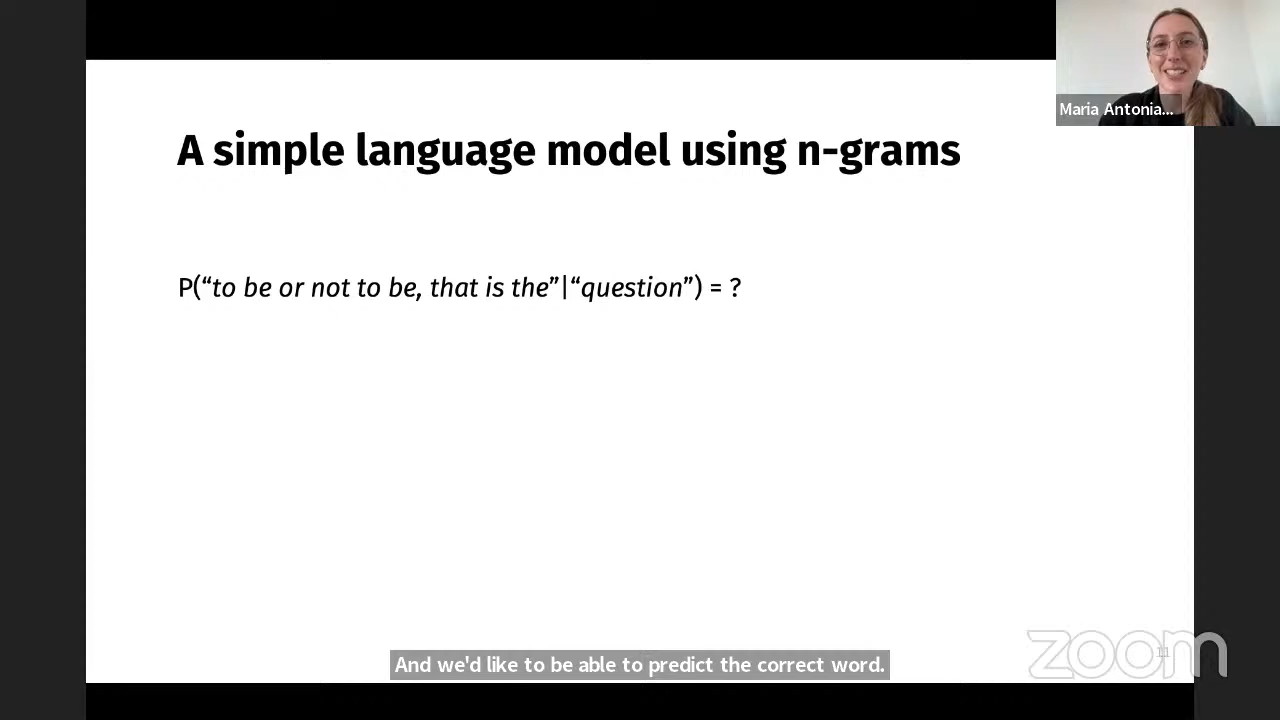 Maria Antonia...
A simple language model using n-grams
P(“to be or not to be, that is the”|“question”) = ?
And we'd like to be able to predict the correct word.
zoom
11